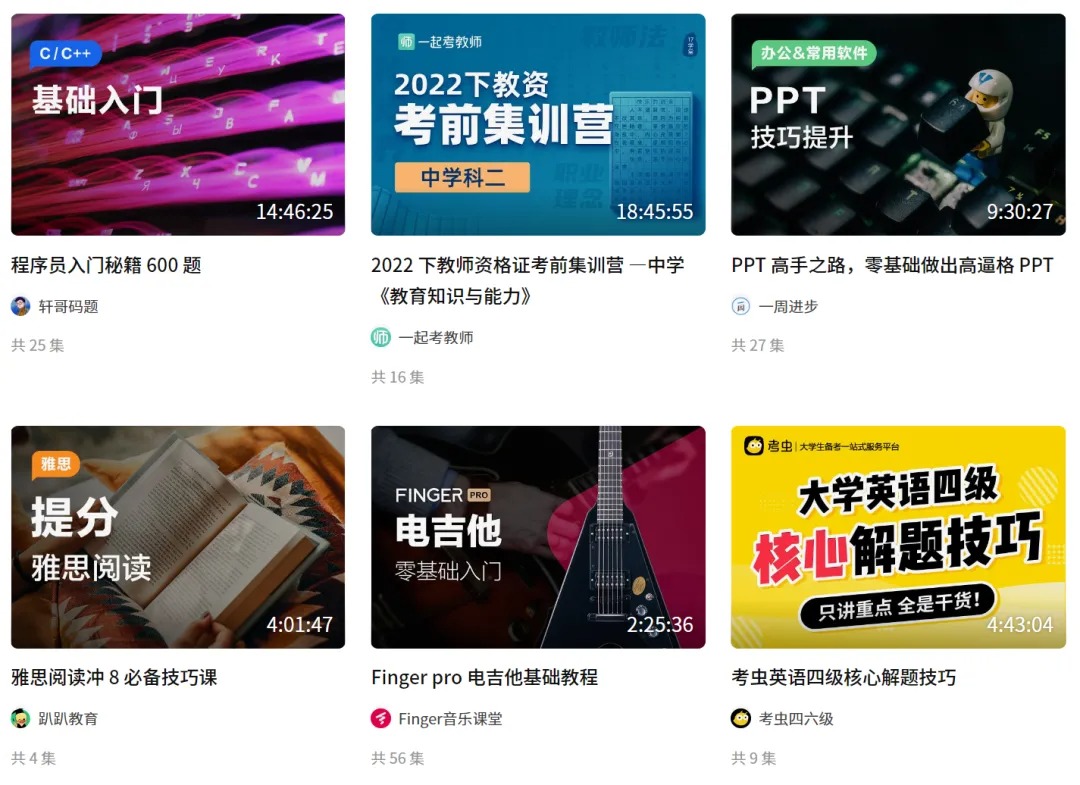 C/C++
基础入门
14:46:25
程序员入门秘籍 600 题
轩哥码题
共 25 集
师 一起考教师
2022下教资
考前集训营
中学科二
18:45:55
2022 下教师资格证考前集训营 —中学
《教育知识与能力》
师 一起考教师
共 16 集
办公&常用软件
PPT
技巧提升
9:30:27
PPT 高手之路，零基础做出高逼格 PPT
一周进步
共 27 集
雅思
提分
雅思阅读
4:01:47
雅思阅读冲 8 必备技巧课
趴趴教育
共 4 集
FINGER PRO
电吉他
零基础入门
2:25:36
Finger pro 电吉他基础教程
Finger音乐课堂
共 56 集
考虫 | 大学生备考一站式服务平台
大学英语四级
核心解题技巧
只讲重点 全是干货!
4:43:04
考虫英语四级核心解题技巧
考虫四六级
共 9 集